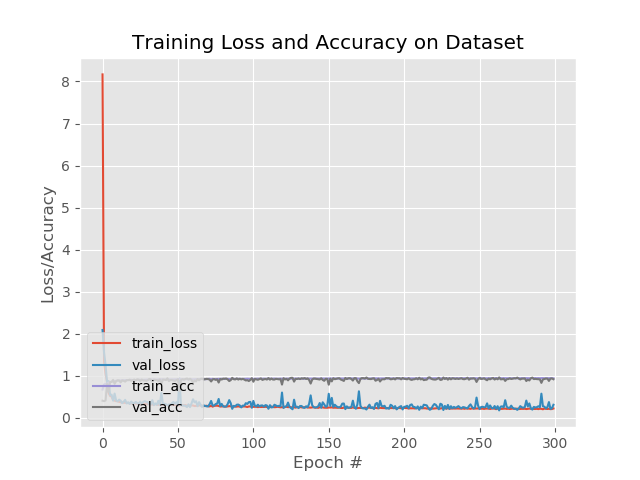 Training Loss and Accuracy on Dataset
Loss/Accuracy
8
7
6
5
4
3
2
1
0
train_loss
val_loss
train_acc
val_acc
0 50 100 150 200 250 300
Epoch #